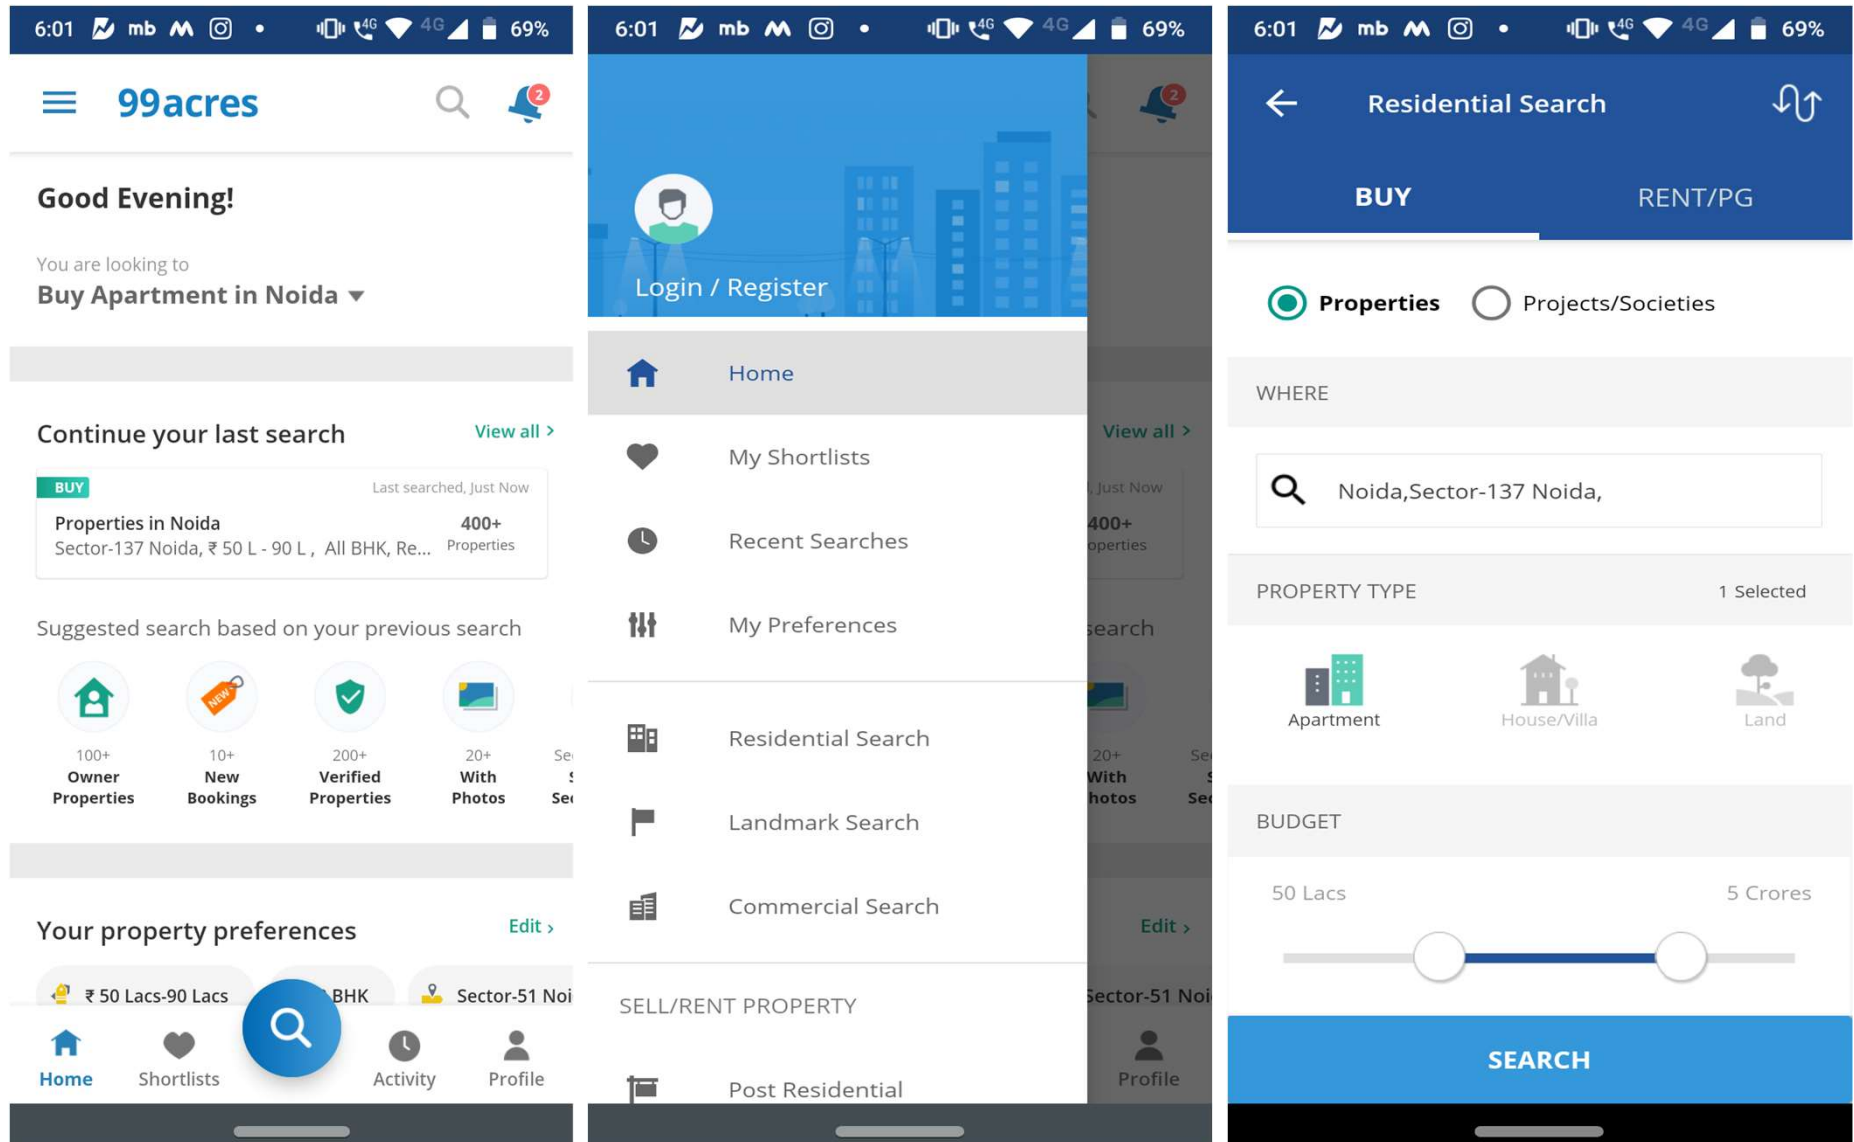 6:01 mb 4G 4G 69%
99acres
2
Good Evening!
You are looking to
Buy Apartment in Noida
Continue your last search View all >
BUY Last searched, Just Now
Properties in Noida 400+
Sector-137 Noida, ₹ 50 L - 90 L , All BHK, Re... Properties
Suggested search based on your previous search
NEW
100+ 10+ 200+ 20+
Owner New Verified With
Properties Bookings Properties Photos Sec
Your property preferences Edit >
₹ 50 Lacs-90 Lacs BHK Sector-51 Noi
Home Shortlists Activity Profile
6:01 mb 4G 4G 69%
2
Login / Register
Home
My Shortlists
View all >
Just Now
400+
operties
Recent Searches
My Preferences
search
Residential Search
20+
With
hotos Sec
Landmark Search
Commercial Search
Edit >
SELL/RENT PROPERTY
Sector-51 Noi
Post Residential
Profile
6:01 mb 4G 4G 69%
Residential Search
BUY RENT/PG
Properties Projects/Societies
WHERE
Noida,Sector-137 Noida,
PROPERTY TYPE 1 Selected
Apartment House/Villa Land
BUDGET
50 Lacs 5 Crores
SEARCH